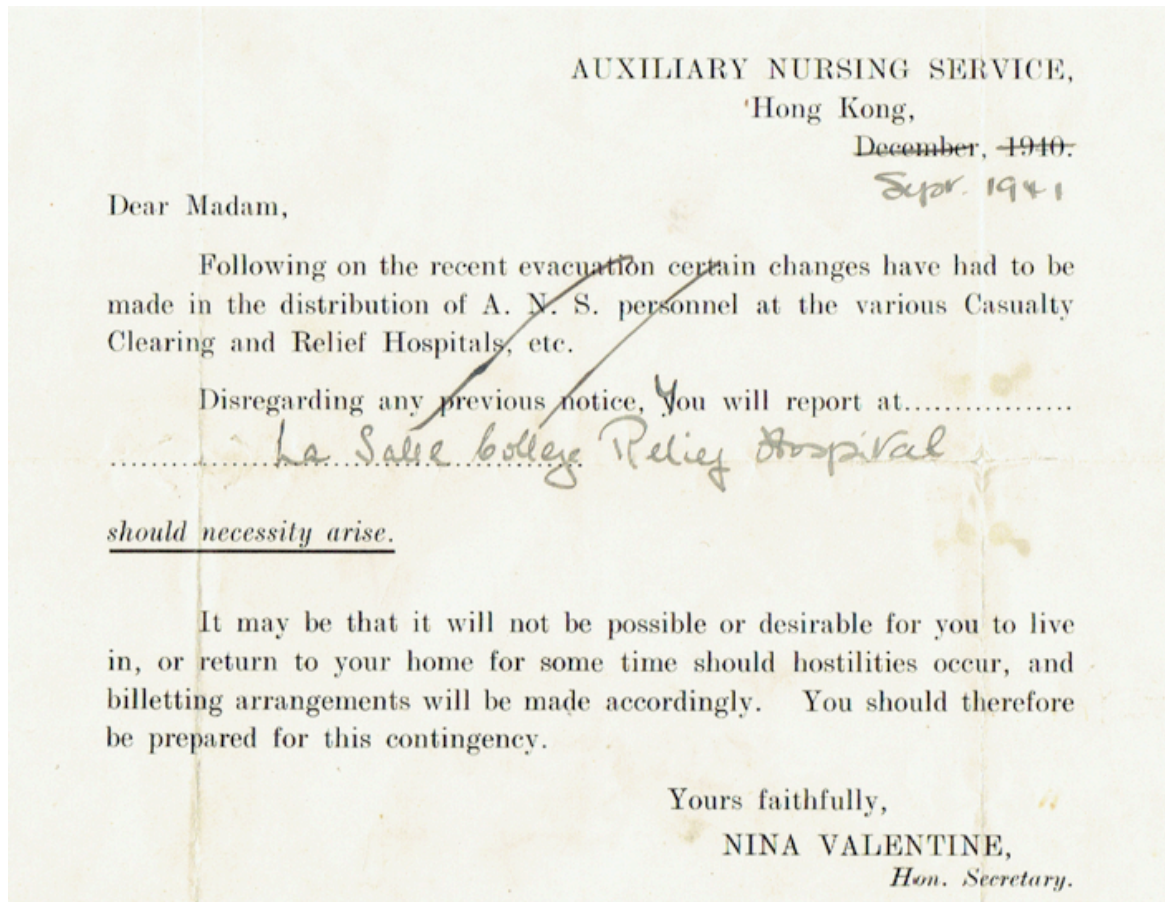 AUXILIARY NURSING SERVICE,
Hong Kong,
December, 1940.
Sepr. 1941
Dear Madam,
Following on the recent evacuation certain changes have had to be
made in the distribution of A. N. S. personnel at the various Casualty
Clearing and Relief Hospitals, etc.
Disregarding any previous notice, You will report at.................
La Salle College Relief Hospital
should necessity arise.
It may be that it will not be possible or desirable for you to live
in, or return to your home for some time should hostilities occur, and
billetting arrangements will be made accordingly. You should therefore
be prepared for this contingency.
Yours faithfully,
NINA VALENTINE,
Hon. Secretary.